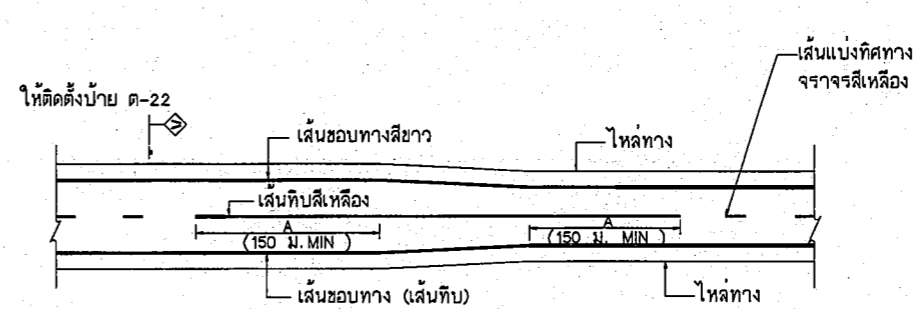 เส้นแบ่งทิศทาง
จราจรสีเหลือง
ให้ติดตั้งป้าย ต-22
เส้นขอบทางสีขาว
ไหล่ทาง
เส้นทึบสีเหลือง
A
(150 ม. MIN )
A
(150 ม. MIN )
เส้นขอบทาง (เส้นทึบ)
ไหล่ทาง